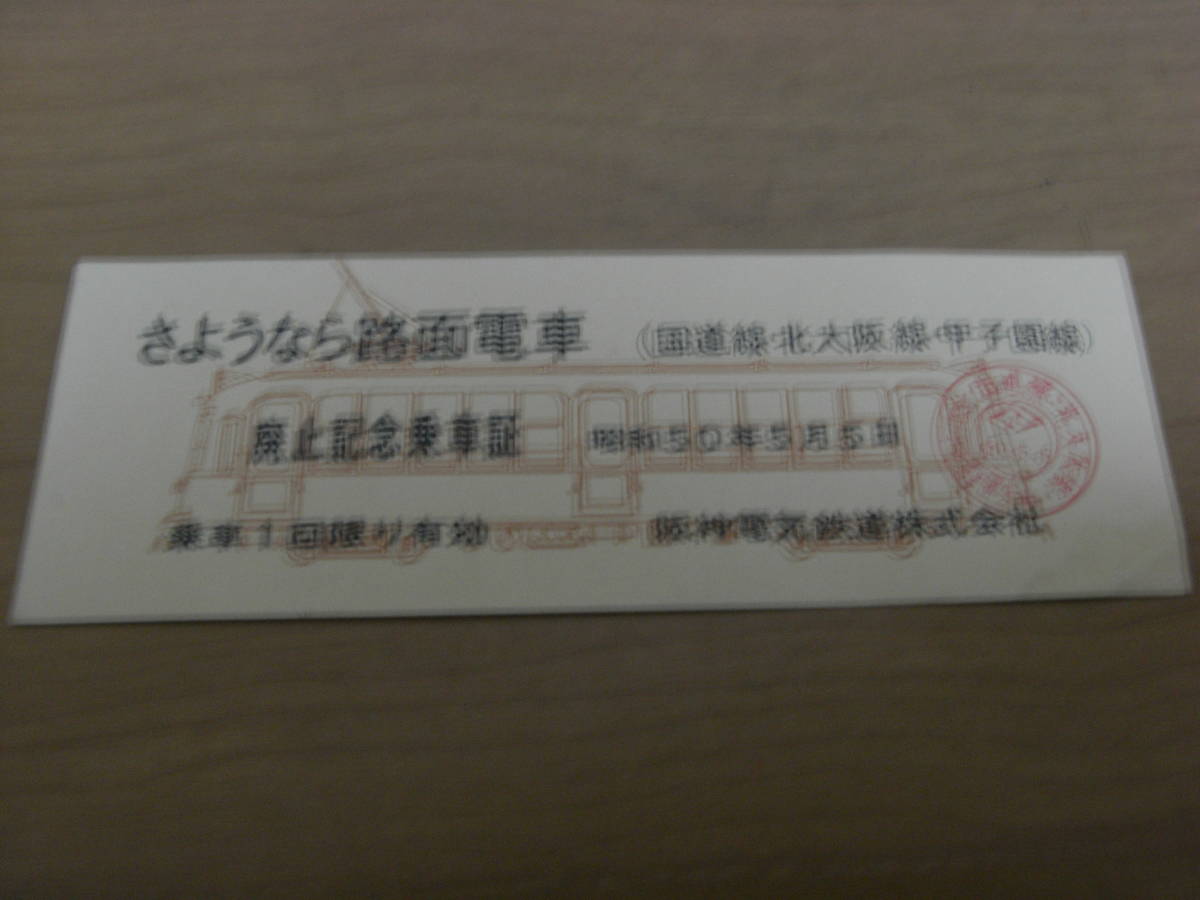 さようなら路面電車 (国道線・北大阪線・甲子園線)
廃止記念乗車証 昭和50年5月5日
乗車1回限り有効 阪神電気鉄道株式会社